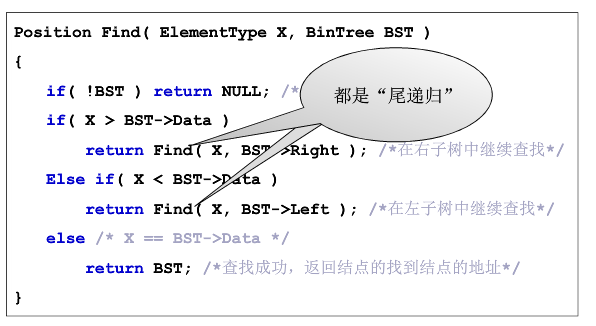 Position Find( ElementType X, BinTree BST )
{
if( !BST ) return NULL; /*
都是“尾递归”
if( X > BST->Data )
return Find( X, BST->Right ); /*在右子树中继续查找*/
Else if( X < BST->Data )
return Find( X, BST->Left ); /*在左子树中继续查找*/
else /* X == BST->Data */
return BST; /*查找成功，返回结点的找到结点的地址*/
}